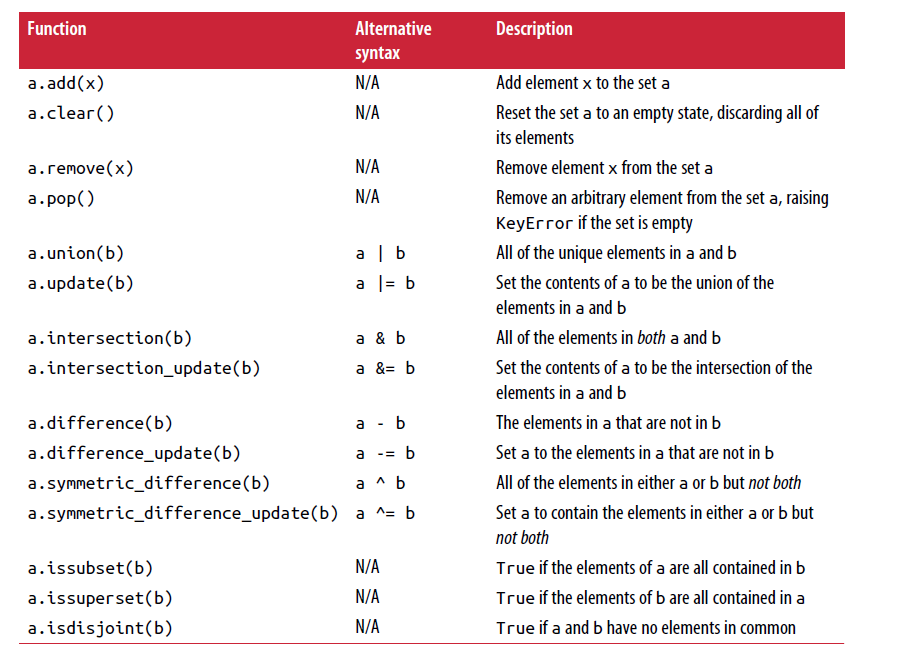 Function Alternative syntax Description
a.add(x) N/A Add element x to the set a
a.clear() N/A Reset the set a to an empty state, discarding all of
its elements
a.remove(x) N/A Remove element x from the set a
a.pop() N/A Remove an arbitrary element from the set a, raising
KeyError if the set is empty
a.union(b) a | b All of the unique elements in a and b
a.update(b) a |= b Set the contents of a to be the union of the
elements in a and b
a.intersection(b) a & b All of the elements in both a and b
a.intersection_update(b) a &= b Set the contents of a to be the intersection of the
elements in a and b
a.difference(b) a - b The elements in a that are not in b
a.difference_update(b) a -= b Set a to the elements in a that are not in b
a.symmetric_difference(b) a ^ b All of the elements in either a or b but not both
a.symmetric_difference_update(b) a ^= b Set a to contain the elements in either a or b but
not both
a.issubset(b) N/A True if the elements of a are all contained in b
a.issuperset(b) N/A True if the elements of b are all contained in a
a.isdisjoint(b) N/A True if a and b have no elements in common